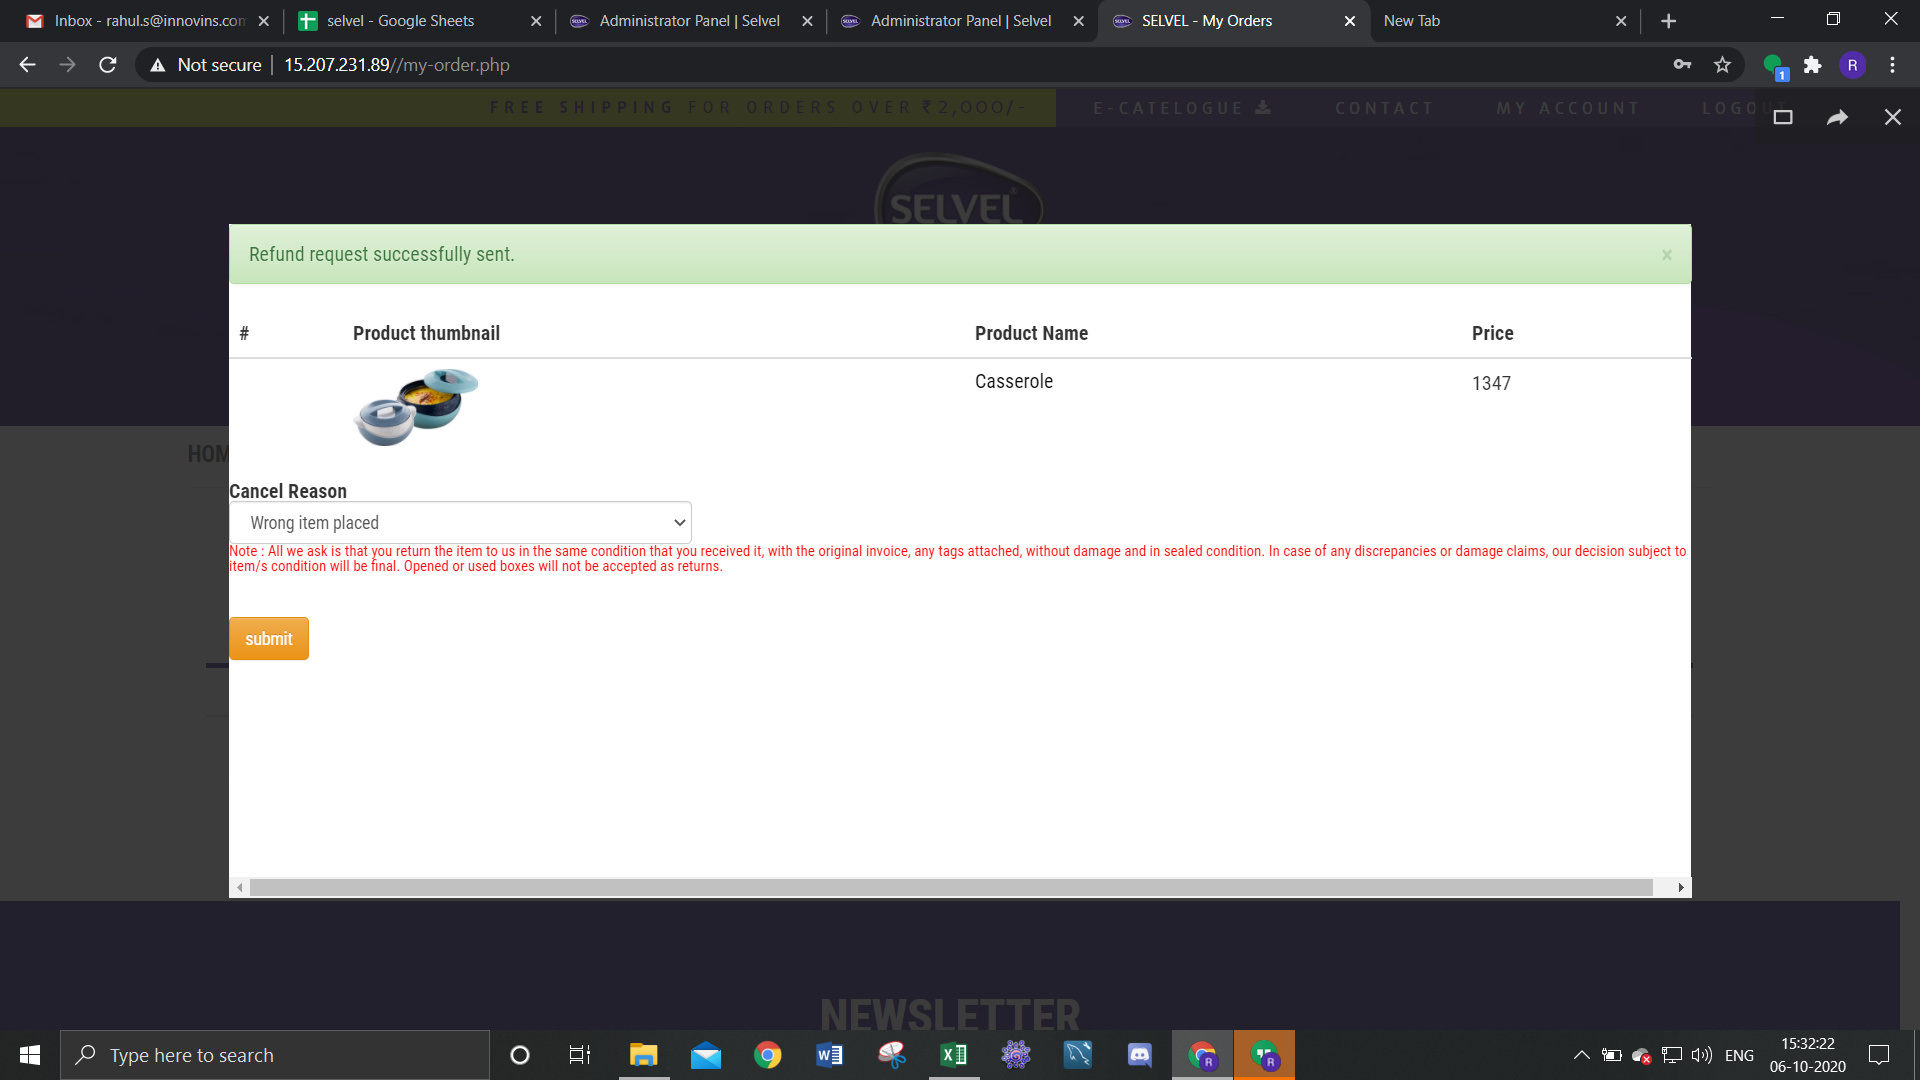 Inbox - rahul.s@innovins.com
selvel - Google Sheets
Administrator Panel | Selvel
Administrator Panel | Selvel
SELVEL - My Orders
New Tab
Not secure
15.207.231.89//my-order.php
R
1
FREE SHIPPING FOR ORDERS OVER ₹2,000/-
E-CATELOGUE
CONTACT
MY ACCOUNT
LOGOUT
SELVEL®
Refund request successfully sent.
×
#
Product thumbnail
Product Name
Price
Casserole
1347
HOM
Cancel Reason
Wrong item placed
Note : All we ask is that you return the item to us in the same condition that you received it, with the original invoice, any tags attached, without damage and in sealed condition. In case of any discrepancies or damage claims, our decision subject to
item/s condition will be final. Opened or used boxes will not be accepted as returns.
submit
NEWSLETTER
Type here to search
ENG
15:32:22
06-10-2020